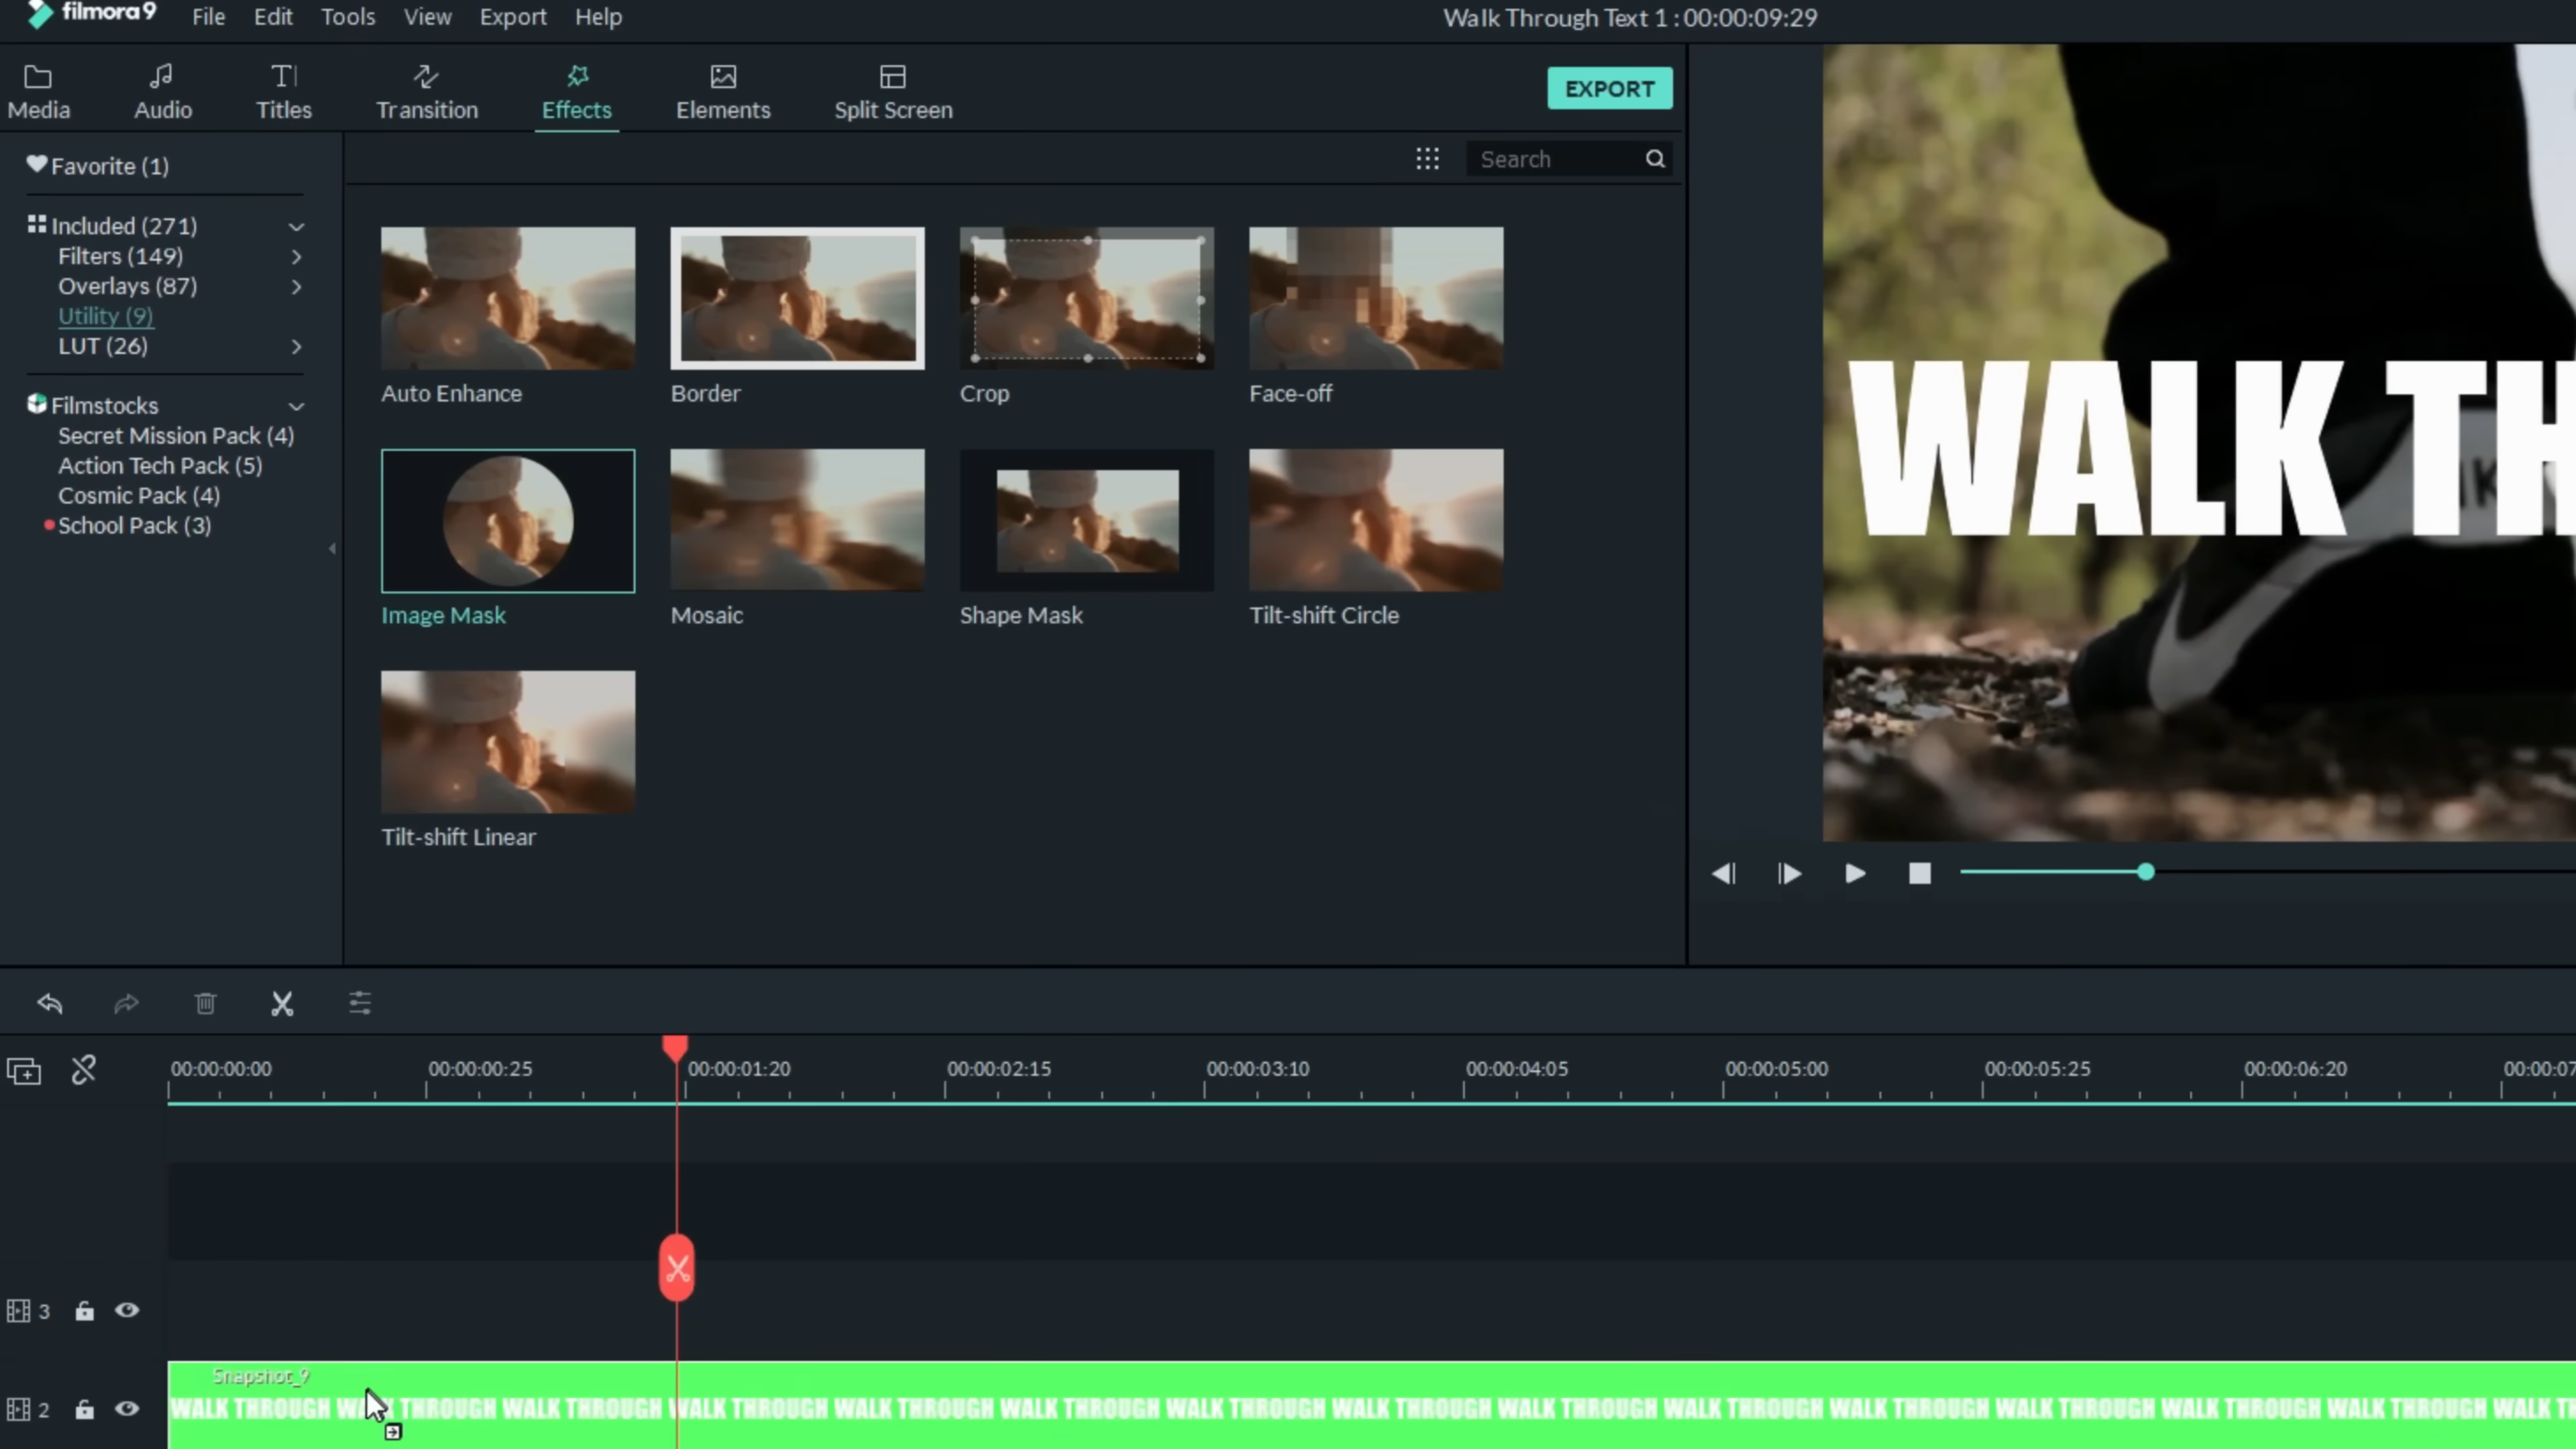 filmora9 File Edit Tools View Export Help Walk Through Text 1 : 00:00:09:29
Media Audio Titles Transition Effects Elements Split Screen EXPORT
Favorite (1)
Search
Included (271)
Filters (149)
Overlays (87)
Utility (9)
LUT (26)
Filmstocks
Secret Mission Pack (4)
Action Tech Pack (5)
Cosmic Pack (4)
School Pack (3)
Auto Enhance Border Crop Face-off
Image Mask Mosaic Shape Mask Tilt-shift Circle
Tilt-shift Linear
WALK TH
00:00:00:00 00:00:00:25 00:00:01:20 00:00:02:15 00:00:03:10 00:00:04:05 00:00:05:00 00:00:05:25 00:00:06:20 00:00:07
3
Snapshot_9
2 WALK THROUGH WALK THROUGH WALK THROUGH WALK THROUGH WALK THROUGH WALK THROUGH WALK THROUGH WALK THROUGH WALK THROUGH WALK THROUGH WALK THROUGH WALK THROUGH WALK THROUGH WALK THROUGH WALK TH